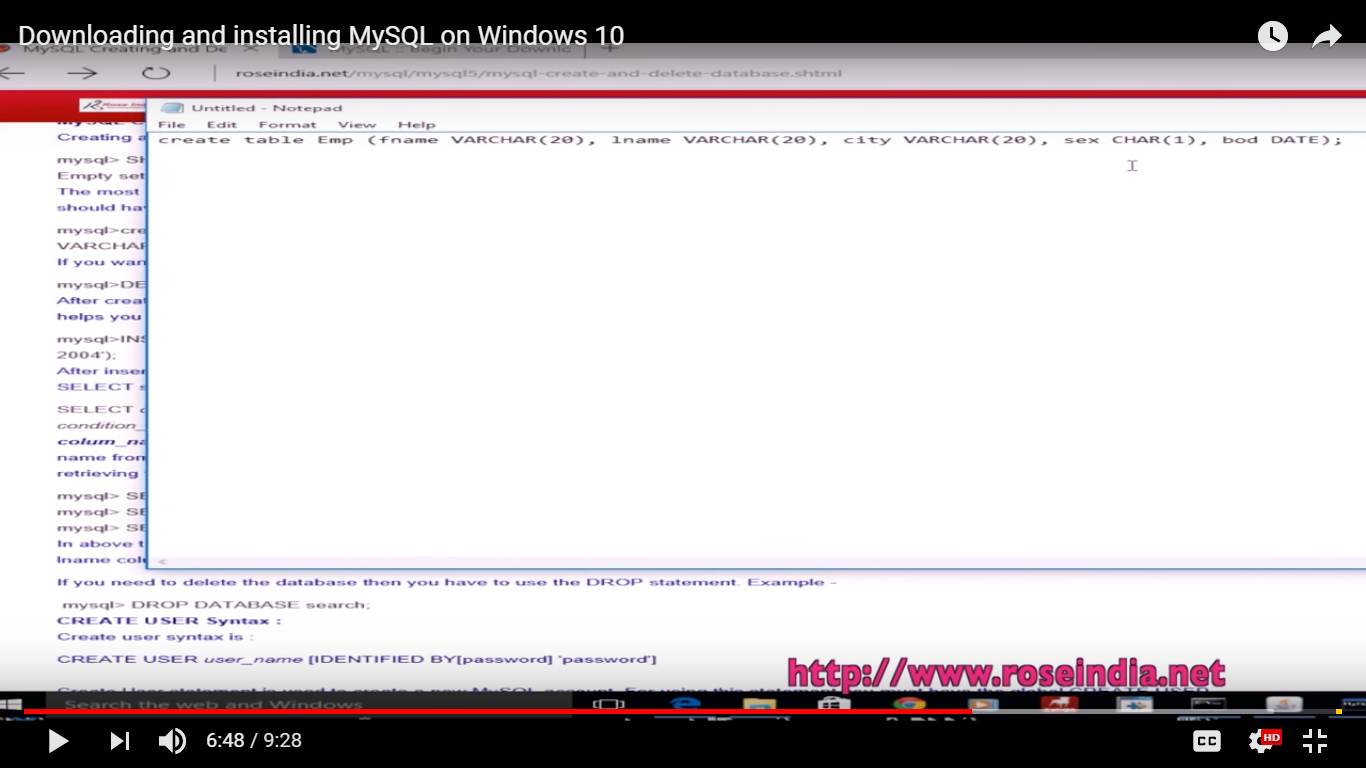 Downloading and installing MySQL on Windows 10
MySQL Creating and De
MySQL :: Begin Your Downlo
roseindia.net/mysql/mysql5/mysql-create-and-delete-database.shtml
Untitled - Notepad
File Edit Format View Help
create table Emp (fname VARCHAR(20), lname VARCHAR(20), city VARCHAR(20), sex CHAR(1), bod DATE);
Creating a
mysql> SH
Empty set
The most
should ha
mysql>cre
VARCHAR
If you wan
mysql>DE
After creat
helps you
mysql>INS
2004');
After inser
SELECT s
SELECT
condition_
colum_na
name from
retrieving
mysql> SE
mysql> SE
mysql> SE
In above t
lname col
If you need to delete the database then you have to use the DROP statement. Example -
mysql> DROP DATABASE search;
CREATE USER Syntax :
Create user syntax is :
CREATE USER user_name [IDENTIFIED BY[password] 'password']
http://www.roseindia.net
Search the web and Windows
6:48 / 9:28
CC
HD